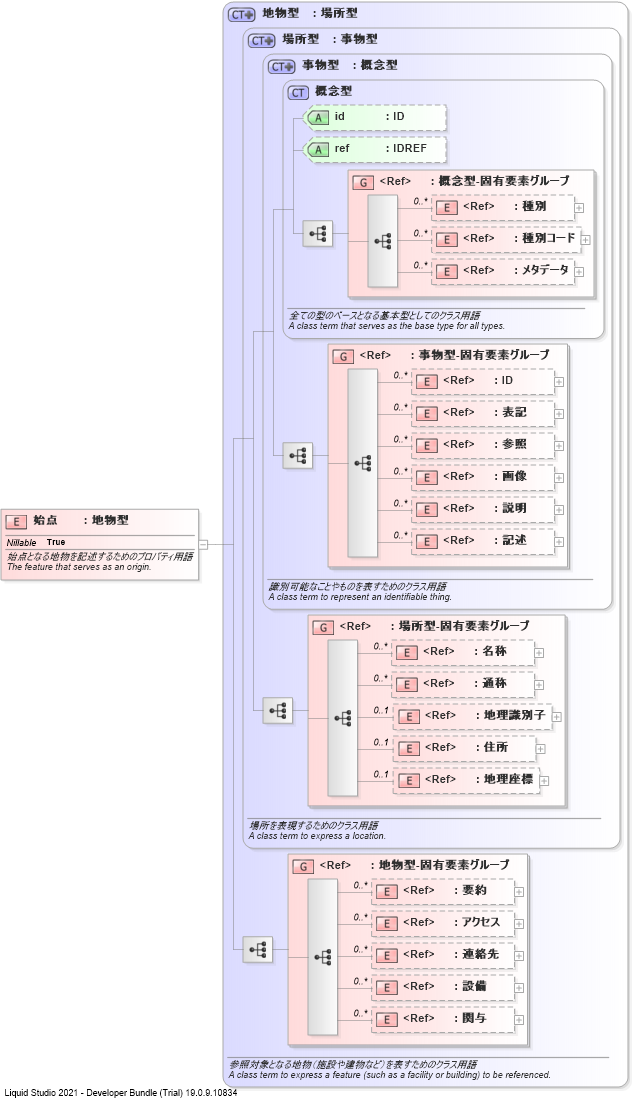 CT 地物型 : 場所型
CT 場所型 : 事物型
CT 事物型 : 概念型
CT 概念型
A id : ID
A ref : IDREF
G <Ref> : 概念型-固有要素グループ
0..* E <Ref> : 種別
0..* E <Ref> : 種別コード
0..* E <Ref> : メタデータ
全ての型のベースとなる基本型としてのクラス用語
A class term that serves as the base type for all types.
G <Ref> : 事物型-固有要素グループ
0..* E <Ref> : ID
0..* E <Ref> : 表記
0..* E <Ref> : 参照
0..* E <Ref> : 画像
0..* E <Ref> : 説明
0..* E <Ref> : 記述
識別可能なことやものを表すためのクラス用語
A class term to represent an identifiable thing.
E 始点 : 地物型
Nillable True
始点となる地物を記述するためのプロパティ用語
The feature that serves as an origin.
G <Ref> : 場所型-固有要素グループ
0..* E <Ref> : 名称
0..* E <Ref> : 通称
0..1 E <Ref> : 地理識別子
0..1 E <Ref> : 住所
0..1 E <Ref> : 地理座標
場所を表現するためのクラス用語
A class term to express a location.
G <Ref> : 地物型-固有要素グループ
0..* E <Ref> : 要約
0..* E <Ref> : アクセス
0..* E <Ref> : 連絡先
0..* E <Ref> : 設備
0..* E <Ref> : 関与
参照対象となる地物(施設や建物など)を表すためのクラス用語
A class term to express a feature (such as a facility or building) to be referenced.
Liquid Studio 2021 - Developer Bundle (Trial) 19.0.9.10834